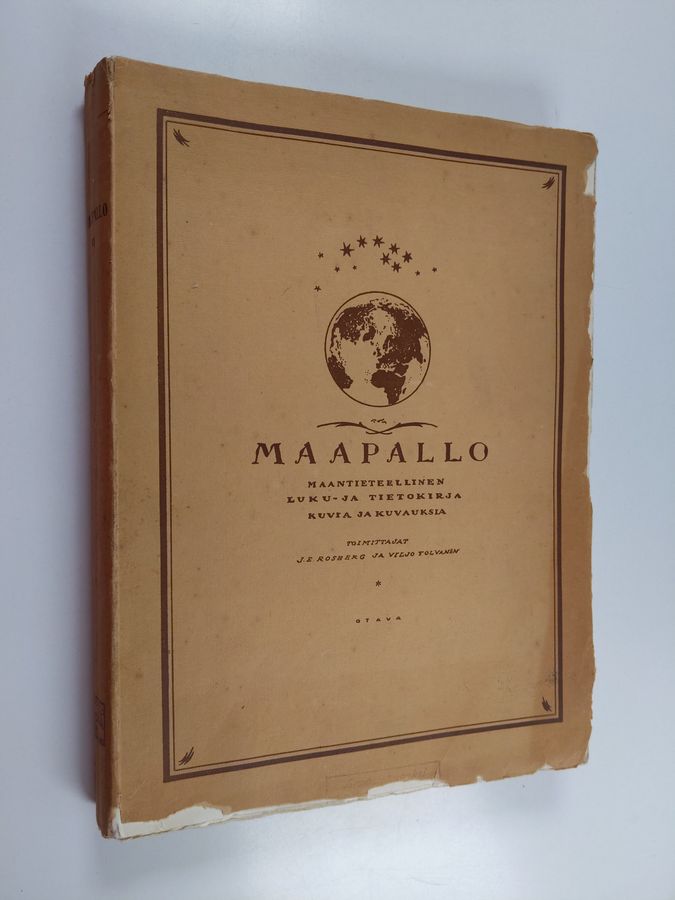 MAAPALLO
MAANTIETEELLINEN
LUKU-JA TIETOKIRJA
KUVIA JA KUVAUKSIA
TOIMITTAJAT
J.E. ROSBERG JA VILJO TOLVANEN
*
OTAVA